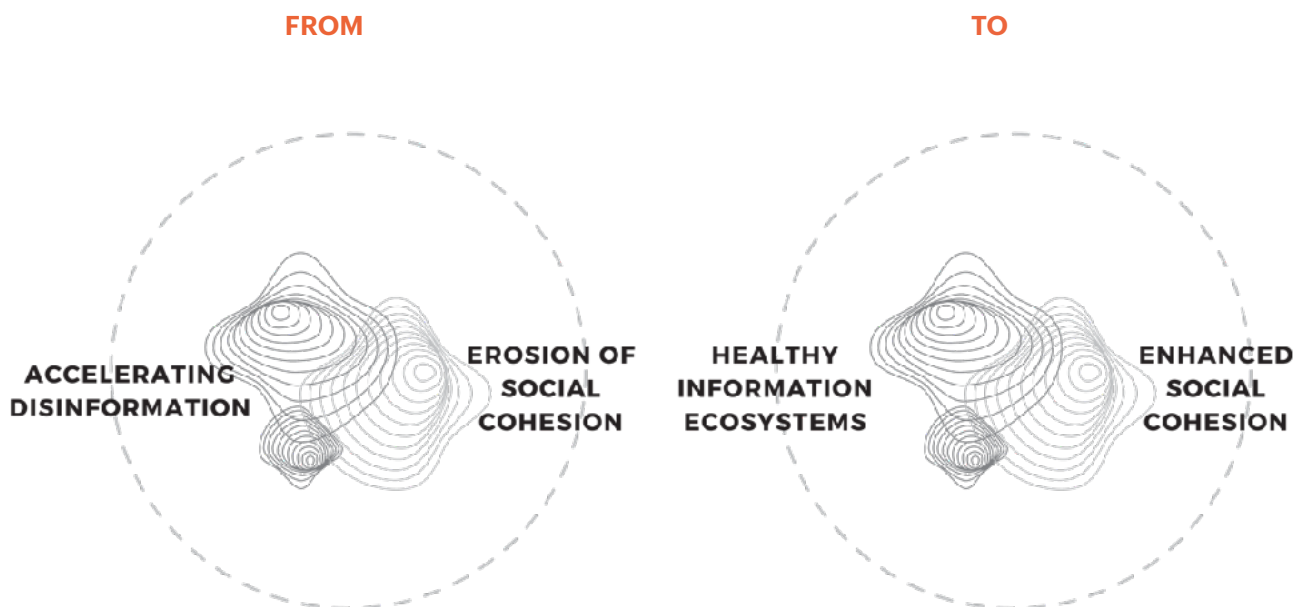 FROM
ACCELERATING
DISINFORMATION
EROSION OF
SOCIAL
COHESION
TO
HEALTHY
INFORMATION
ECOSYSTEMS
ENHANCED
SOCIAL
COHESION